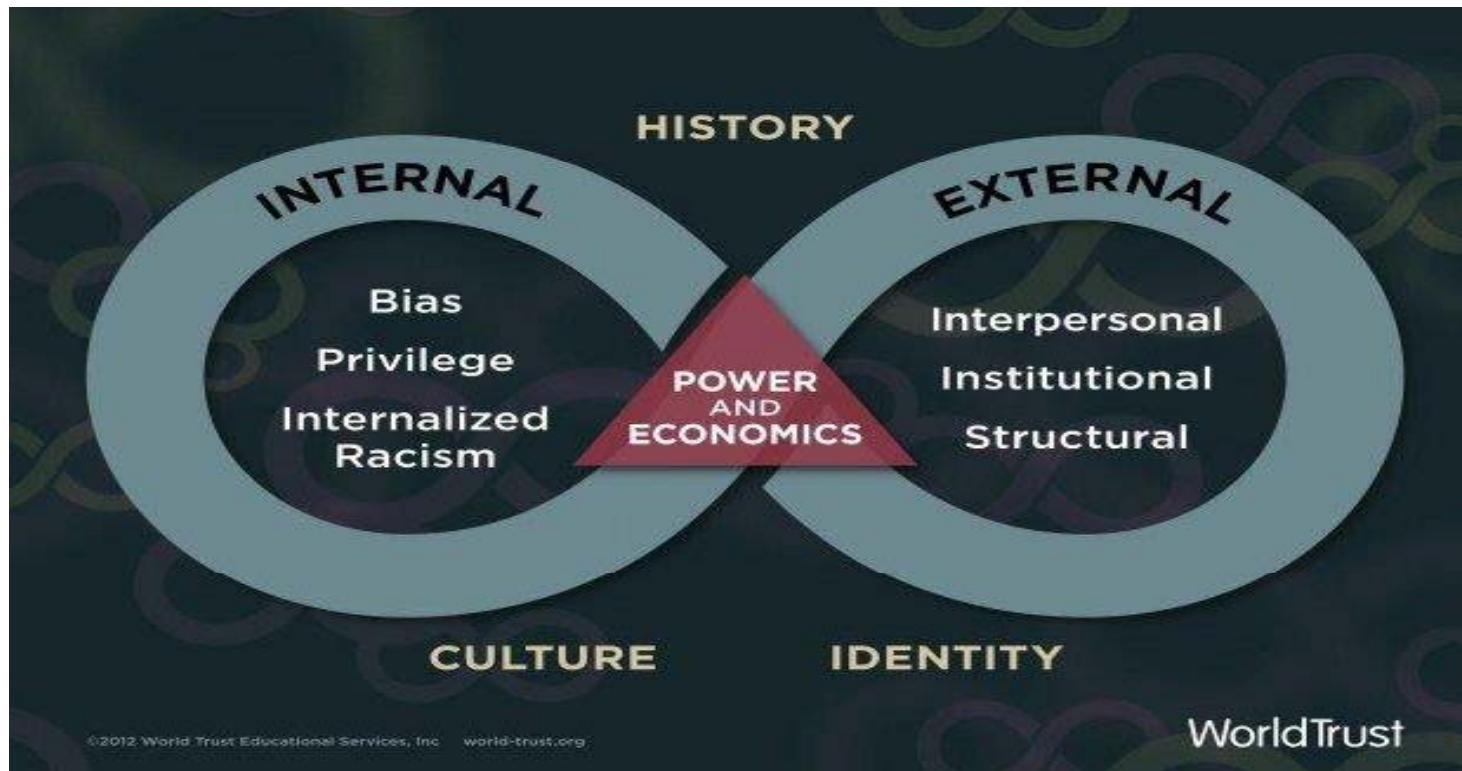 HISTORY
INTERNAL
EXTERNAL
Bias
Privilege
Internalized
Racism
POWER
AND
ECONOMICS
Interpersonal
Institutional
Structural
CULTURE
IDENTITY
©2012 World Trust Educational Services, Inc world-trust.org
WorldTrust